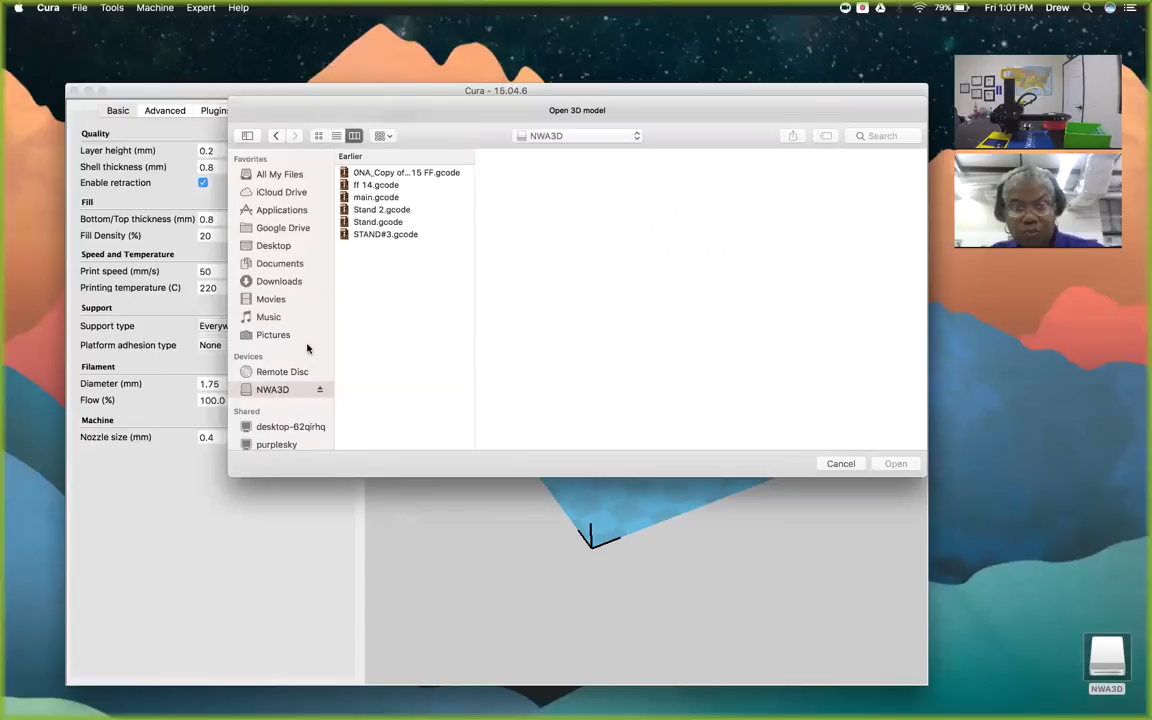 Cura File Tools Machine Expert Help
79% Fri 1:01 PM Drew
Cura - 15.04.6
Basic Advanced Plugins
Open 3D model
NWA3D
Search
Quality
Layer height (mm) 0.2
Shell thickness (mm) 0.8
Enable retraction
Fill
Bottom/Top thickness (mm) 0.8
Fill Density (%) 20
Speed and Temperature
Print speed (mm/s) 50
Printing temperature (C) 220
Support
Support type Everyw
Platform adhesion type None
Filament
Diameter (mm) 1.75
Flow (%) 100.0
Machine
Nozzle size (mm) 0.4
Favorites
All My Files
iCloud Drive
Applications
Google Drive
Desktop
Documents
Downloads
Movies
Music
Pictures
Devices
Remote Disc
NWA3D
Shared
desktop-62qirhq
purplesky
Earlier
0NA_Copy of...15 FF.gcode
ff 14.gcode
main.gcode
Stand 2.gcode
Stand.gcode
STAND#3.gcode
Cancel Open
NWA3D